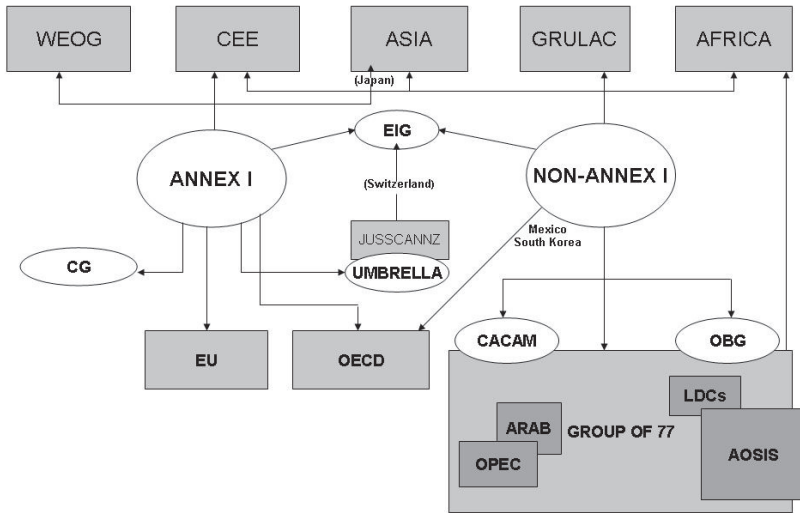 WEOG
CEE
ASIA
GRULAC
AFRICA
(Japan)
EIG
ANNEX I
NON-ANNEX I
(Switzerland)
Mexico
South Korea
JUSSCANNZ
CG
UMBRELLA
CACAM
OBG
EU
OECD
LDCs
ARAB
GROUP OF 77
OPEC
AOSIS